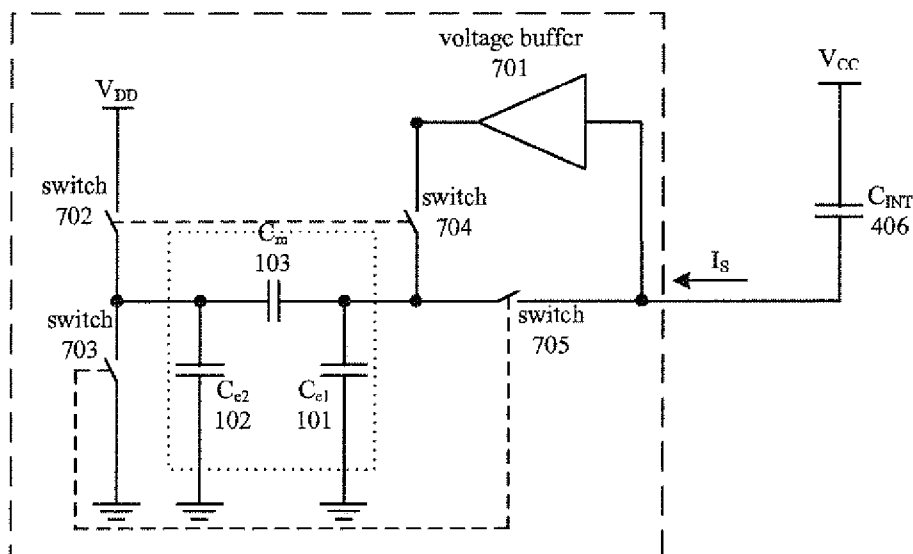 voltage buffer
701
V_DD
V_CC
switch
702
switch
704
C_INT
406
C_m
103
I_S
switch
703
switch
705
C_e2
102
C_e1
101